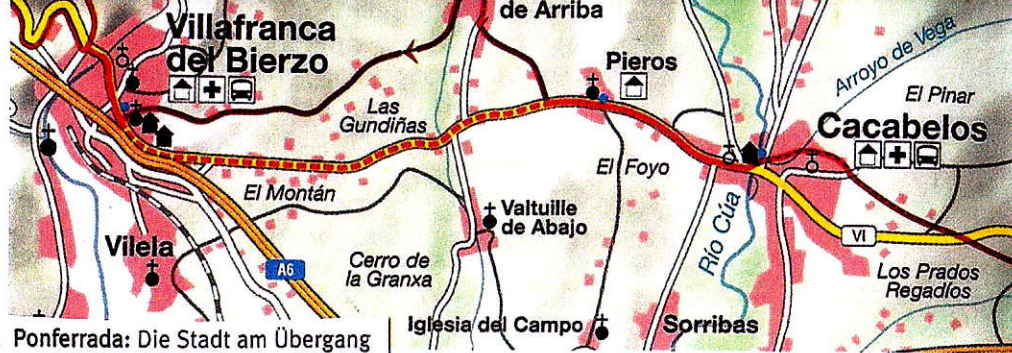 de Arriba
Villafranca
del Bierzo
Pieros
Arroyo de Vega
El Pinar
Las
Gundiñas
Cacabelos
El Foyo
El Montán
Valtuille
de Abajo
Río Cúa
VI
Vilela
Cerro de
la Granxa
A6
Los Prados
Regadíos
Iglesia del Campo
Sorribas
Ponferrada: Die Stadt am Übergang